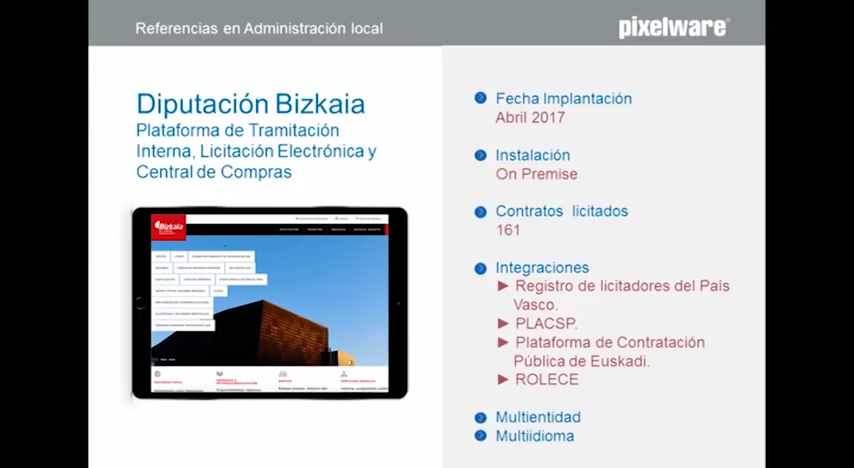 Referencias en Administración local
pixelware
Diputación Bizkaia
Plataforma de Tramitación
Interna, Licitación Electrónica y
Central de Compras
Bizkaia
Fecha Implantación
Abril 2017
Instalación
On Premise
Contratos licitados
161
Integraciones
► Registro de licitadores del País
Vasco.
► PLACSP.
► Plataforma de Contratación
Pública de Euskadi.
► ROLECE
Multientidad
Multiidioma